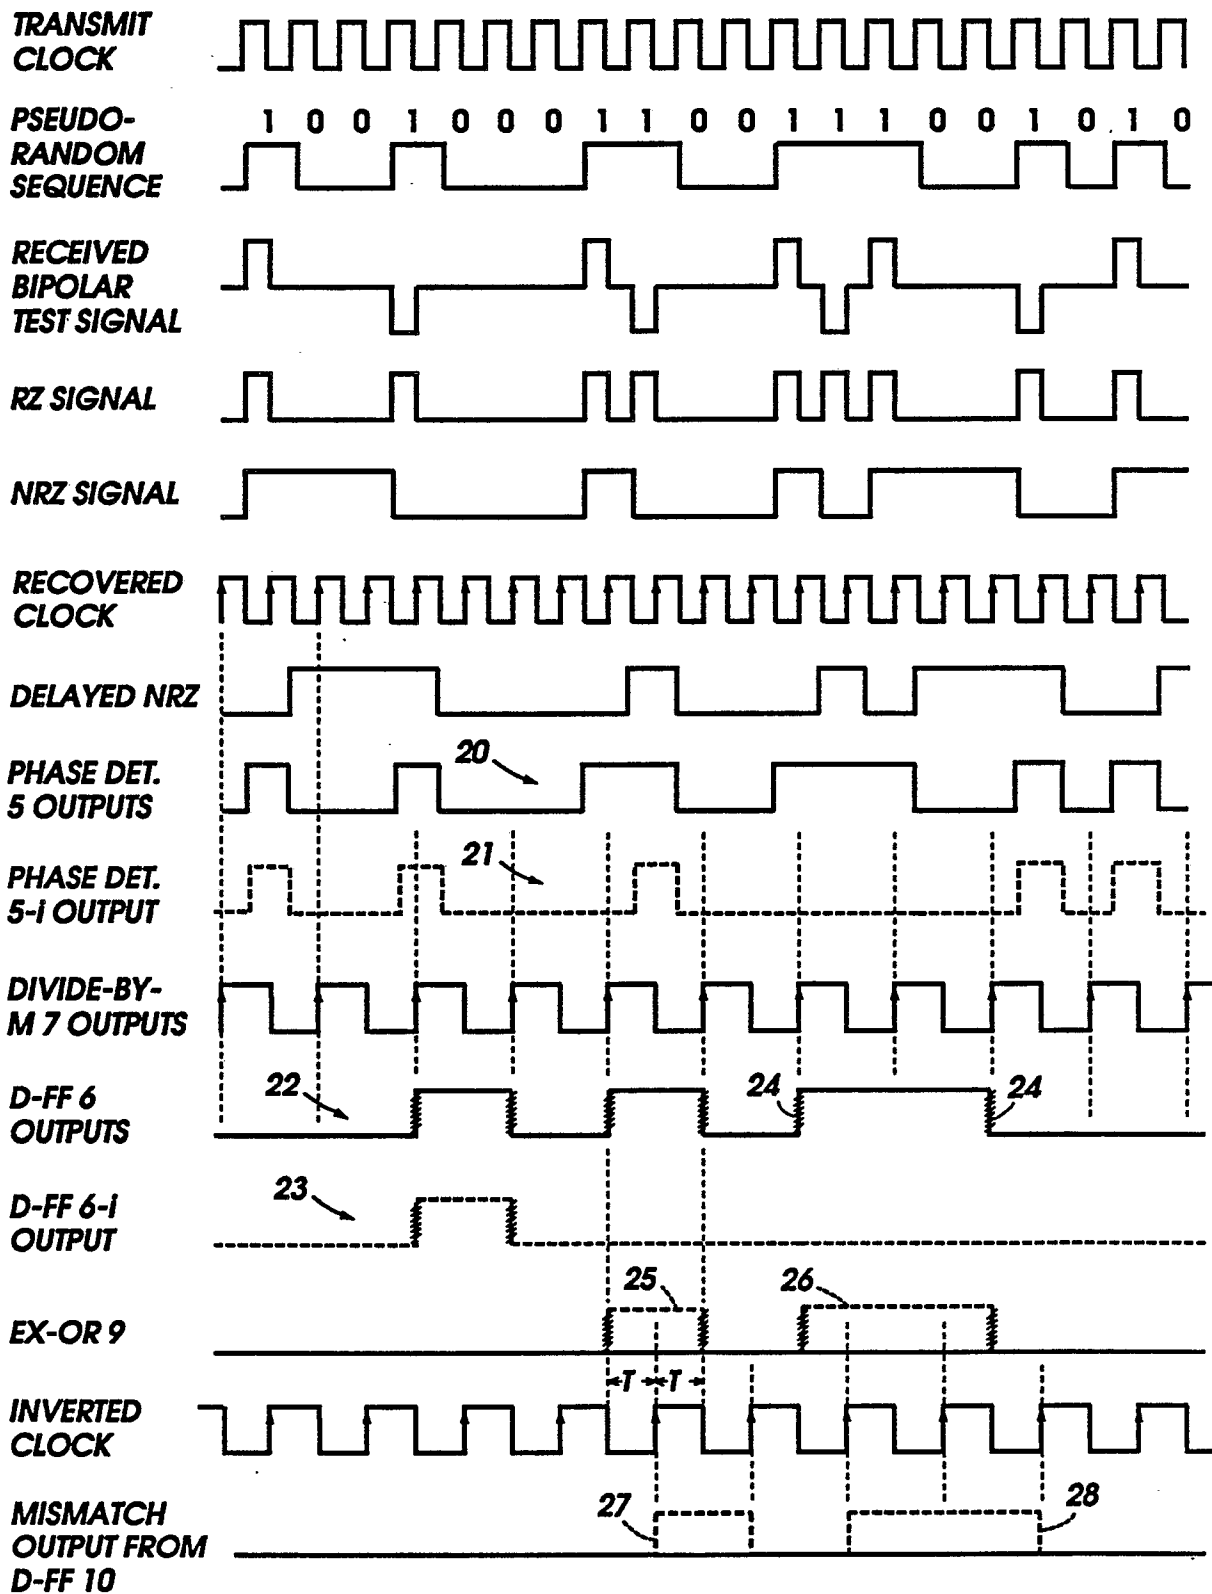 TRANSMIT
CLOCK
PSEUDO-
RANDOM
SEQUENCE
1 0 0 1 0 0 0 1 1 0 0 1 1 1 0 0 1 0 1 0
RECEIVED
BIPOLAR
TEST SIGNAL
RZ SIGNAL
NRZ SIGNAL
RECOVERED
CLOCK
DELAYED NRZ
PHASE DET.
5 OUTPUTS
20
PHASE DET.
5-i OUTPUT
21
DIVIDE-BY-
M 7 OUTPUTS
D-FF 6
OUTPUTS
22
24
24
D-FF 6-i
OUTPUT
23
EX-OR 9
25
26
T T
INVERTED
CLOCK
MISMATCH
OUTPUT FROM
D-FF 10
27
28